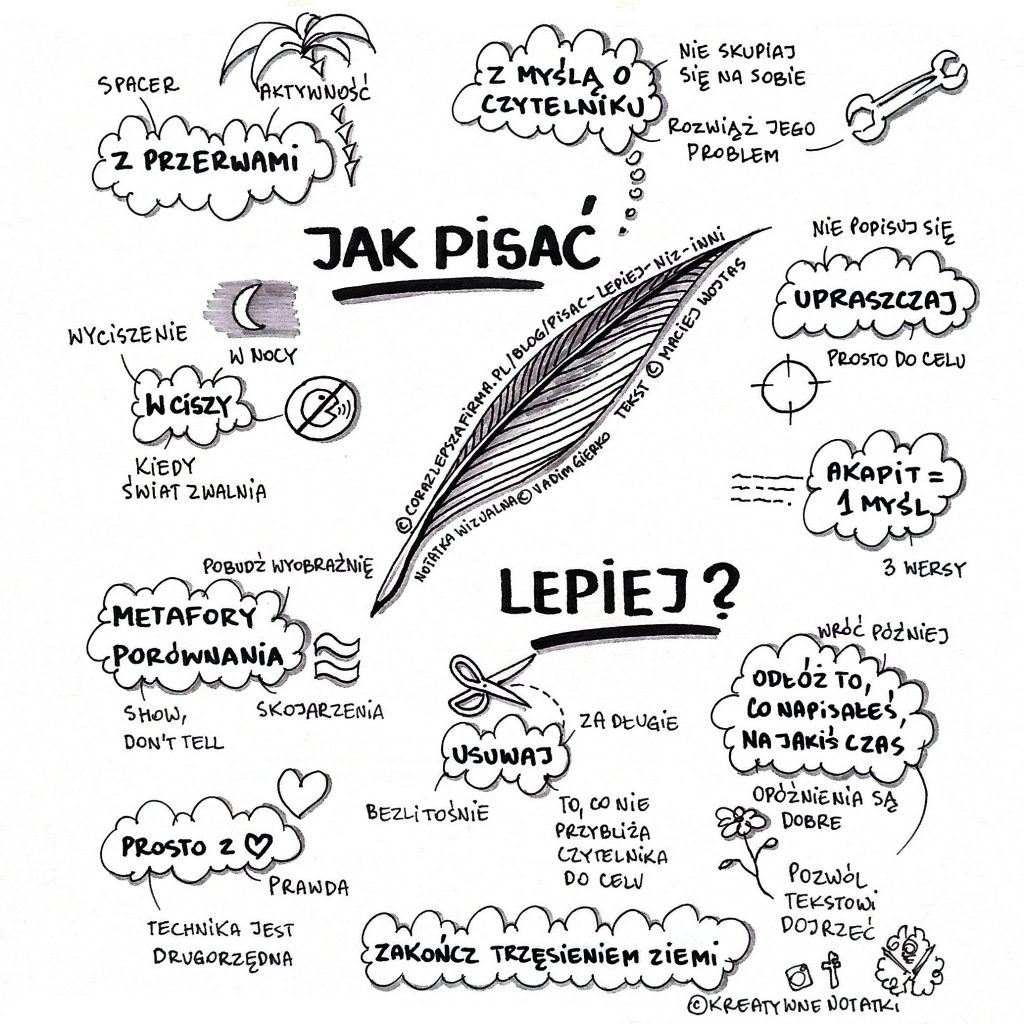 SPACER
AKTYWNOŚĆ
Z PRZERWAMI
Z MYŚLĄ O
CZYTELNIKU
NIE SKUPIAJ
SIĘ NA SOBIE
ROZWIĄŻ JEGO
PROBLEM
JAK PISAĆ
NIE POPISUJ SIĘ
UPRASZCZAJ
PROSTO DO CELU
WYCISZENIE
W NOCY
W CISZY
KIEDY
ŚWIAT ZWALNIA
© CORAZLEPSZAFIRMA.PL/BLOG/PISAC-LEPIEJ-NIZ-INNI
NOTATKA WIZUALNA © VADIM GIERKO TEKST © MACIEJ WOJTAS
AKAPIT =
1 MYŚL
3 WERSY
LEPIEJ?
POBUDŹ WYOBRAŹNIĘ
METAFORY
PORÓWNANIA
SHOW,
DON'T TELL
SKOJARZENIA
USUWAJ
ZA DŁUGIE
BEZLITOŚNIE
TO, CO NIE
PRZYBLIŻA
CZYTELNIKA
DO CELU
WRÓĆ PÓŹNIEJ
ODŁÓŻ TO,
CO NAPISAŁEŚ,
NA JAKIŚ CZAS
OPÓŹNIENIA SĄ
DOBRE
POZWÓL
TEKSTOWI
DOJRZEĆ
PROSTO Z ♡
PRAWDA
TECHNIKA JEST
DRUGORZĘDNA
ZAKOŃCZ TRZĘSIENIEM ZIEMI
© KREATYWNE NOTATKI